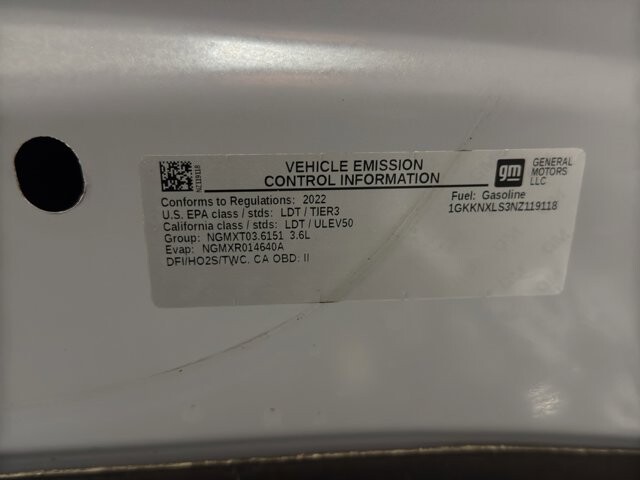 NZ119118
VEHICLE EMISSION
CONTROL INFORMATION
gm
GENERAL
MOTORS
LLC
Conforms to Regulations: 2022
U.S. EPA class / stds: LDT / TIER3
California class / stds: LDT / ULEV50
Group: NGMXT03.6151 3.6L
Evap: NGMXR014640A
DFI/HO2S/TWC, CA OBD: II
Fuel: Gasoline
1GKKNXLS3NZ119118